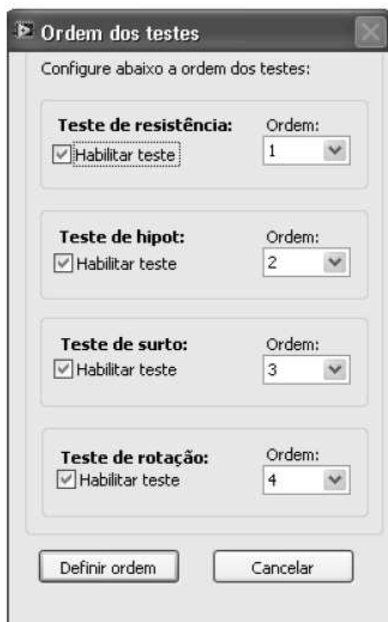 Ordem dos testes
Configure abaixo a ordem dos testes:
Teste de resistência: Ordem:
Habilitar teste 1
Teste de hipot: Ordem:
Habilitar teste 2
Teste de surto: Ordem:
Habilitar teste 3
Teste de rotação: Ordem:
Habilitar teste 4
Definir ordem Cancelar